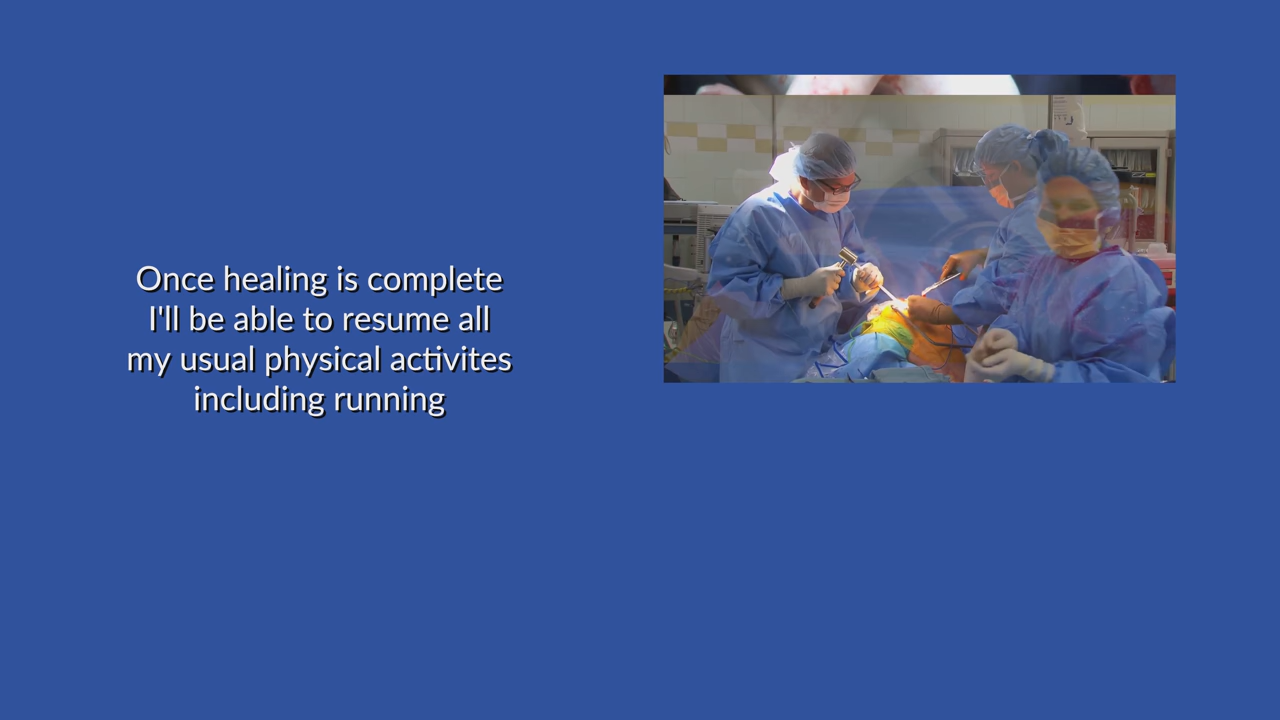 Once healing is complete
I'll be able to resume all
my usual physical activites
including running